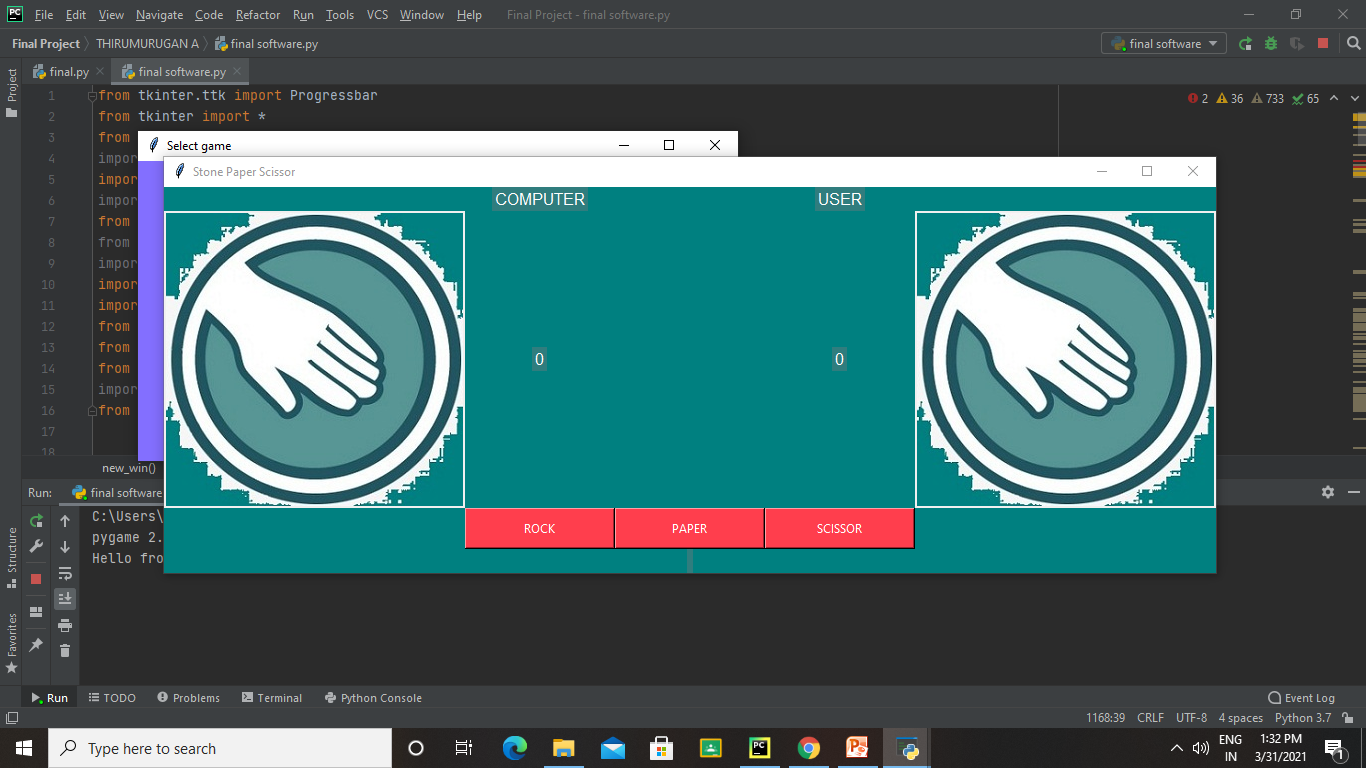 PC File Edit View Navigate Code Refactor Run Tools VCS Window Help Final Project - final software.py
Final Project THIRUMURUGAN A final software.py final software
Project
final.py final software.py
1 from tkinter.ttk import Progressbar 2 36 733 65
2 from tkinter import *
3 from
Select game
4 impor
Stone Paper Scissor
5 impor
6 impor
COMPUTER USER
7 from
8 from
9 impor
10 impor
11 impor
12 from
13 from
0 0
14 from
15 impor
16 from
17
18
new_win()
Run: final software
C:\Users\
ROCK PAPER SCISSOR
pygame 2.
Hello fro
Structure
Favorites
Run TODO Problems Terminal Python Console Event Log
1168:39 CRLF UTF-8 4 spaces Python 3.7
Type here to search
PC
ENG
IN
1:32 PM
3/31/2021
1